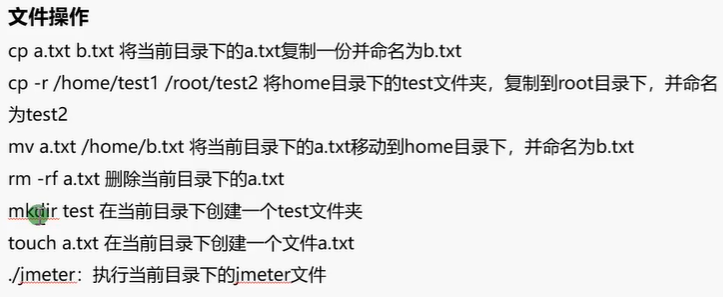 文件操作
cp a.txt b.txt 将当前目录下的a.txt复制一份并命名为b.txt
cp -r /home/test1 /root/test2 将home目录下的test文件夹，复制到root目录下，并命名
为test2
mv a.txt /home/b.txt 将当前目录下的a.txt移动到home目录下，并命名为b.txt
rm -rf a.txt 删除当前目录下的a.txt
mkdir test 在当前目录下创建一个test文件夹
touch a.txt 在当前目录下创建一个文件a.txt
./jmeter：执行当前目录下的jmeter文件